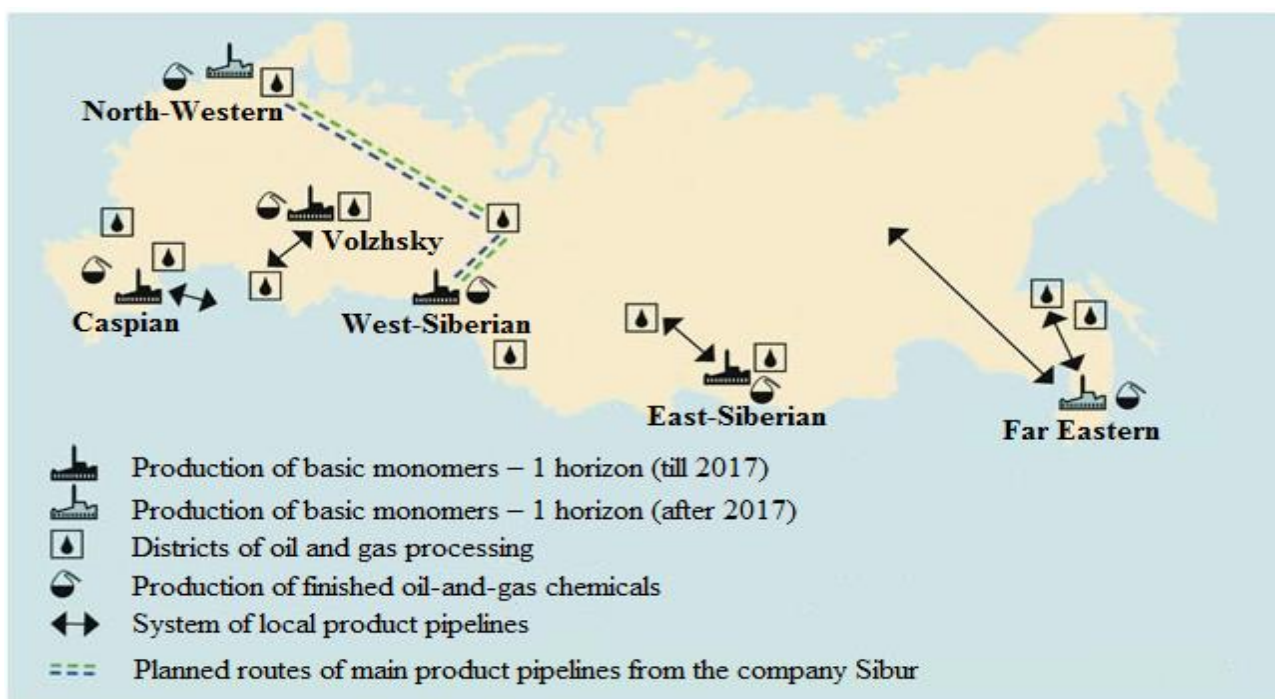 North-Western
Volzhsky
Caspian
West-Siberian
East-Siberian
Far Eastern
Production of basic monomers – 1 horizon (till 2017)
Production of basic monomers – 1 horizon (after 2017)
Districts of oil and gas processing
Production of finished oil-and-gas chemicals
System of local product pipelines
Planned routes of main product pipelines from the company Sibur